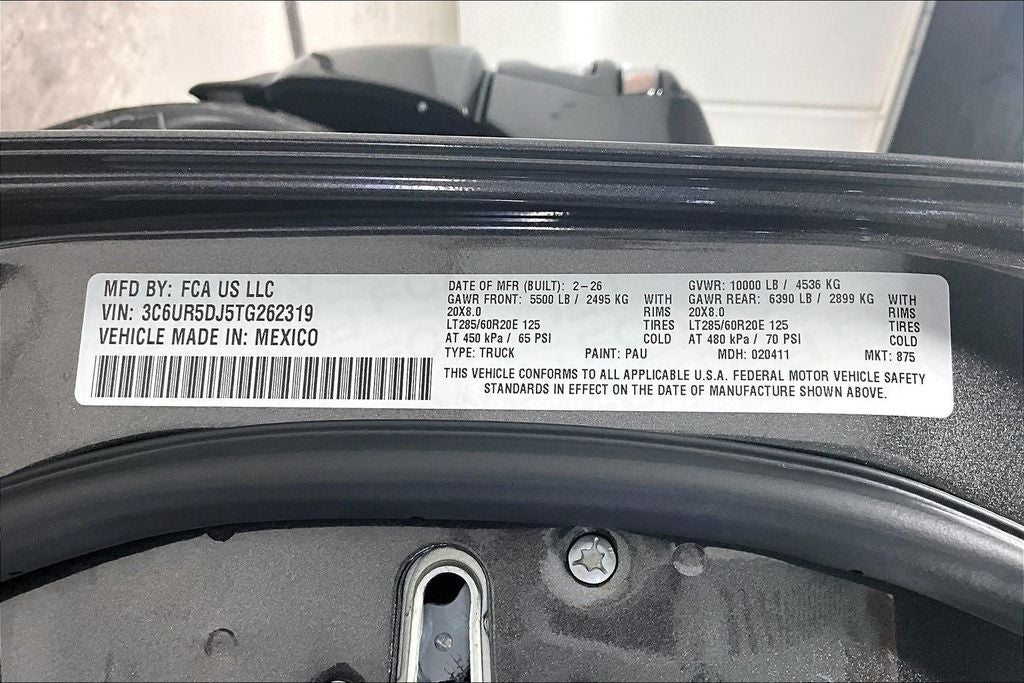 MFD BY: FCA US LLC
VIN: 3C6UR5DJ5TG262319
VEHICLE MADE IN: MEXICO
DATE OF MFR (BUILT): 2-26
GAWR FRONT: 5500 LB / 2495 KG WITH
20X8.0 RIMS
LT285/60R20E 125 TIRES
AT 450 kPa / 65 PSI COLD
TYPE: TRUCK PAINT: PAU
GVWR: 10000 LB / 4536 KG
GAWR REAR: 6390 LB / 2899 KG WITH
20X8.0 RIMS
LT285/60R20E 125 TIRES
AT 480 kPa / 70 PSI COLD
MDH: 020411 MKT: 875
THIS VEHICLE CONFORMS TO ALL APPLICABLE U.S.A. FEDERAL MOTOR VEHICLE SAFETY
STANDARDS IN EFFECT ON THE DATE OF MANUFACTURE SHOWN ABOVE.